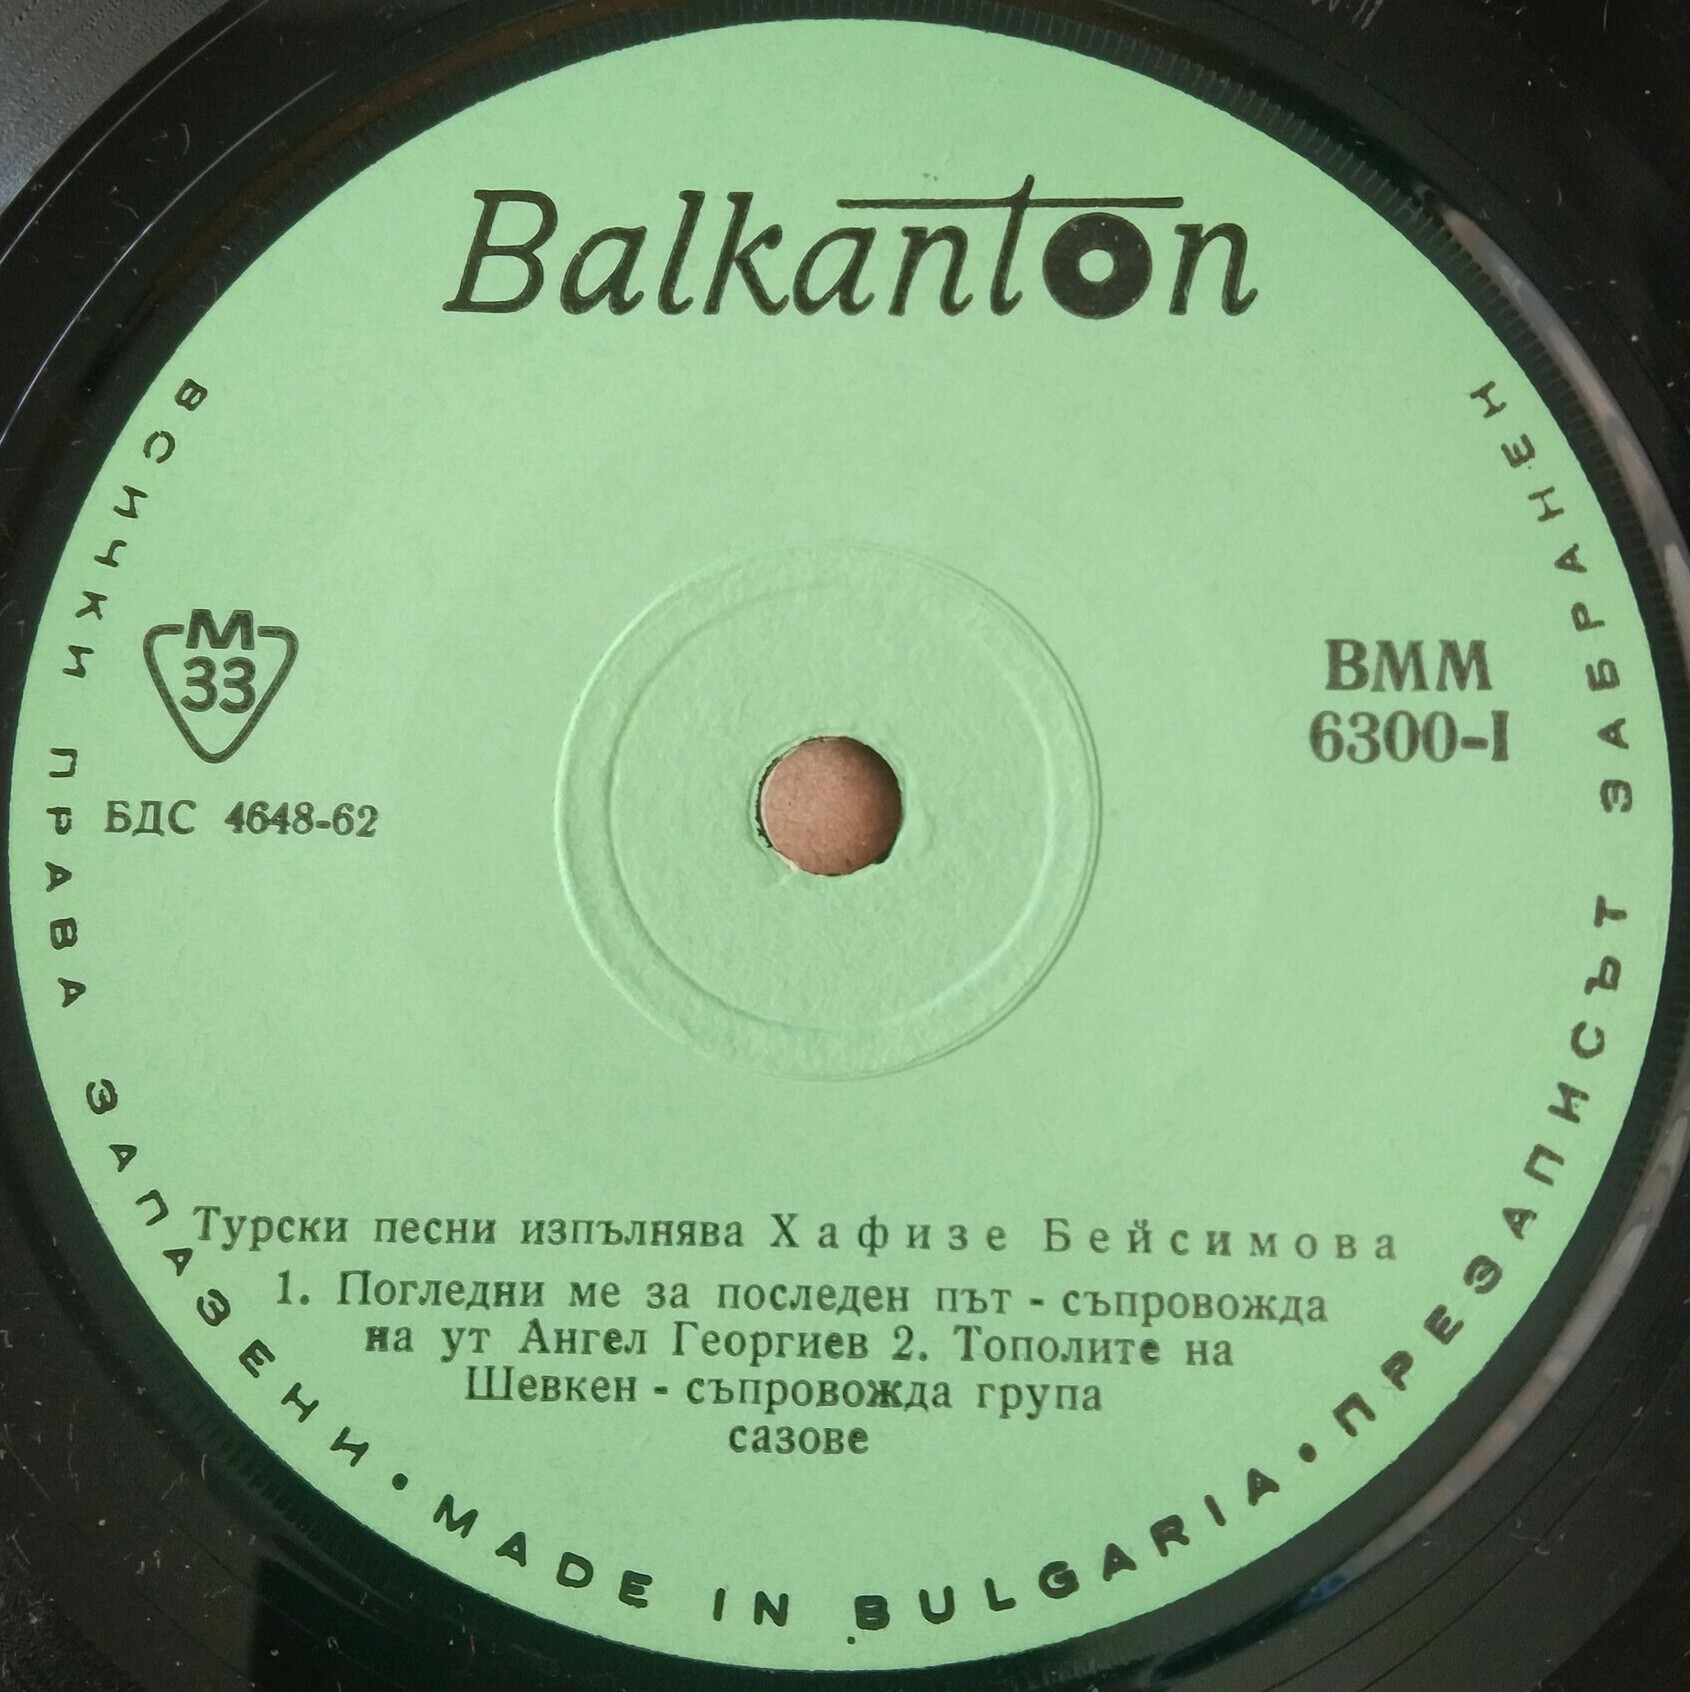 Balkanton
М
33
БДС 4648-62
ВММ
6300-I
Турски песни изпълнява Хафизе Бейсимова
1. Погледни ме за последен път - съпровожда
на ут Ангел Георгиев 2. Тополите на
Шевкен - съпровожда група
сазове
ВСИЧКИ ПРАВА ЗАПАЗЕНИ • MADE IN BULGARIA • ПРЕЗАПИСЪТ ЗАБРАНЕН